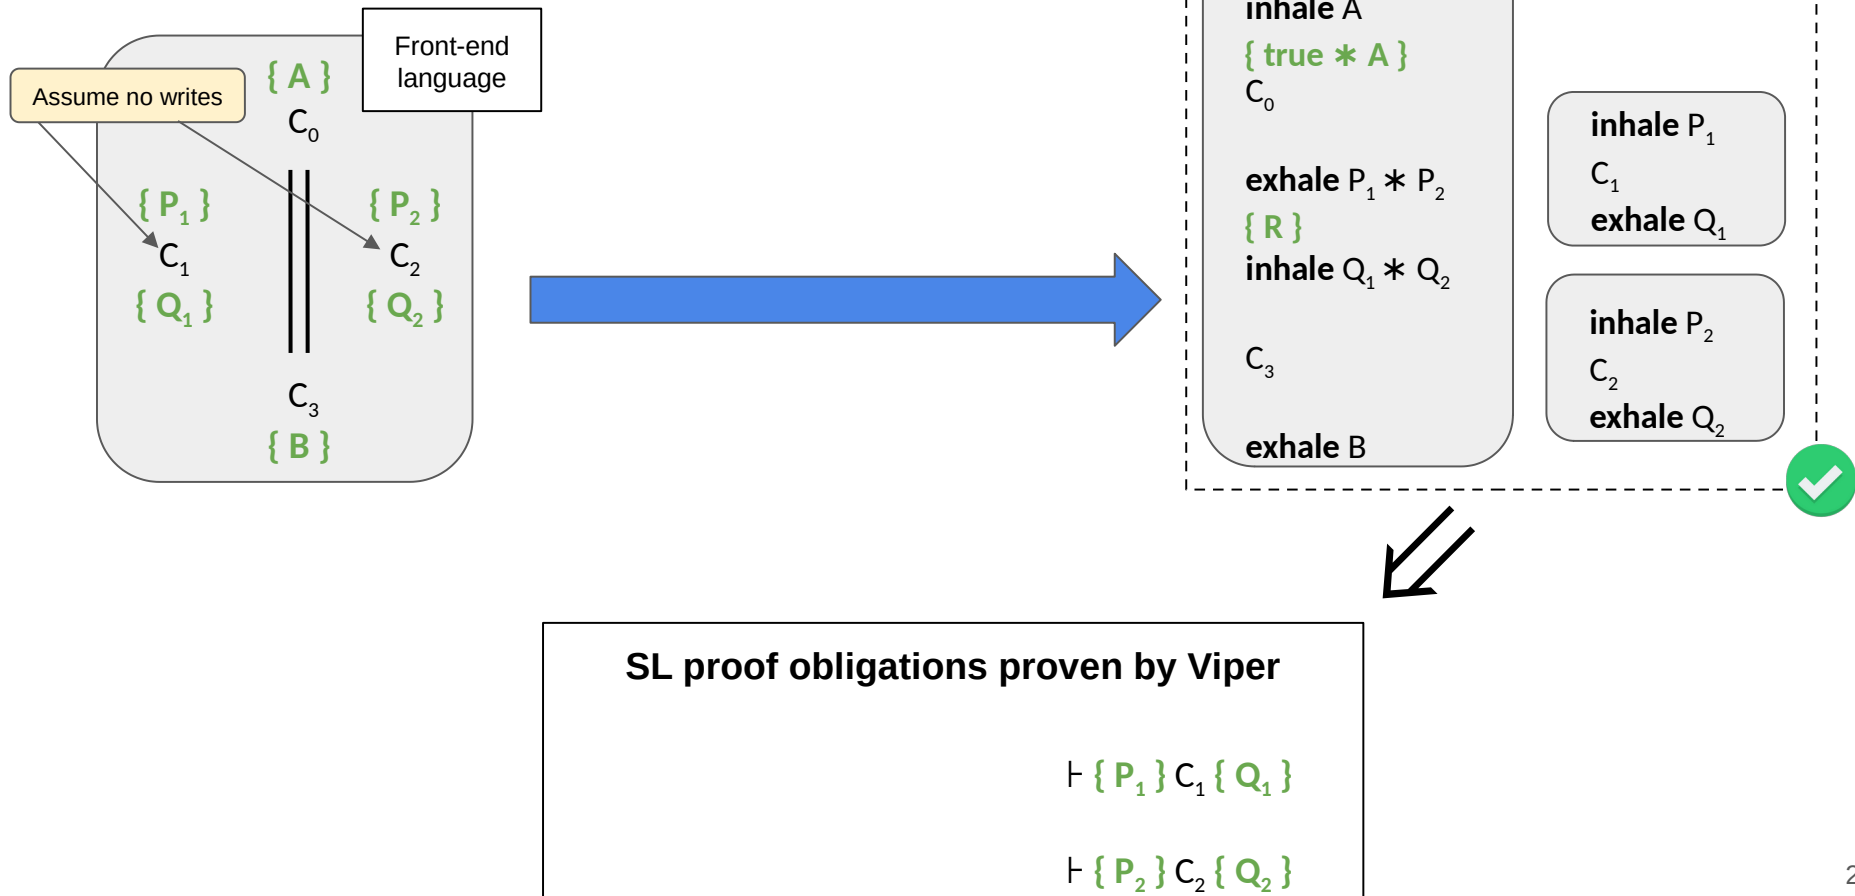 Front-end
language
Assume no writes
{ A }
C₀
{ P₁ }
{ P₂ }
C₁
C₂
{ Q₁ }
{ Q₂ }
C₃
{ B }
inhale A
{ true ∗ A }
C₀
exhale P₁ ∗ P₂
{ R }
inhale Q₁ ∗ Q₂
C₃
exhale B
inhale P₁
C₁
exhale Q₁
inhale P₂
C₂
exhale Q₂
SL proof obligations proven by Viper
⊢ { P₁ } C₁ { Q₁ }
⊢ { P₂ } C₂ { Q₂ }